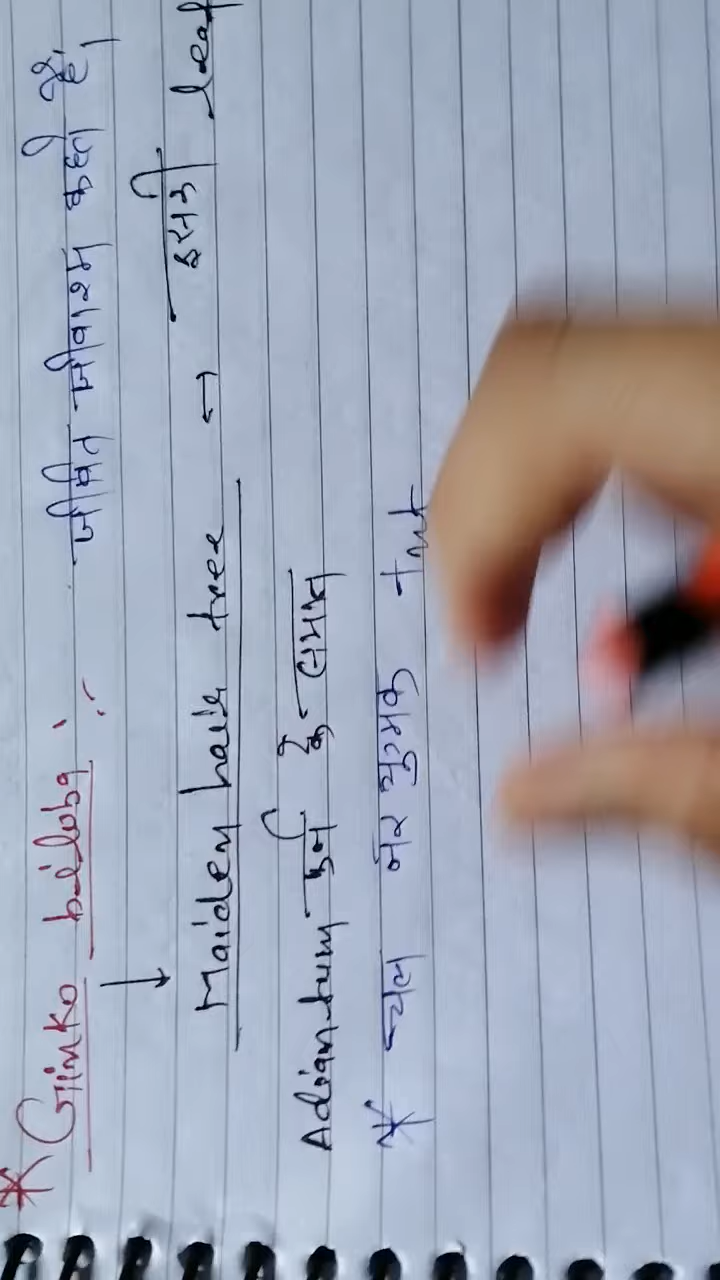 * Ginko biloba :- जीवित जीवाश्म कहते है।
↓
Maiden hair tree → इसकी leaf
Adiantum फर्न के समान
* चल नर युग्मक